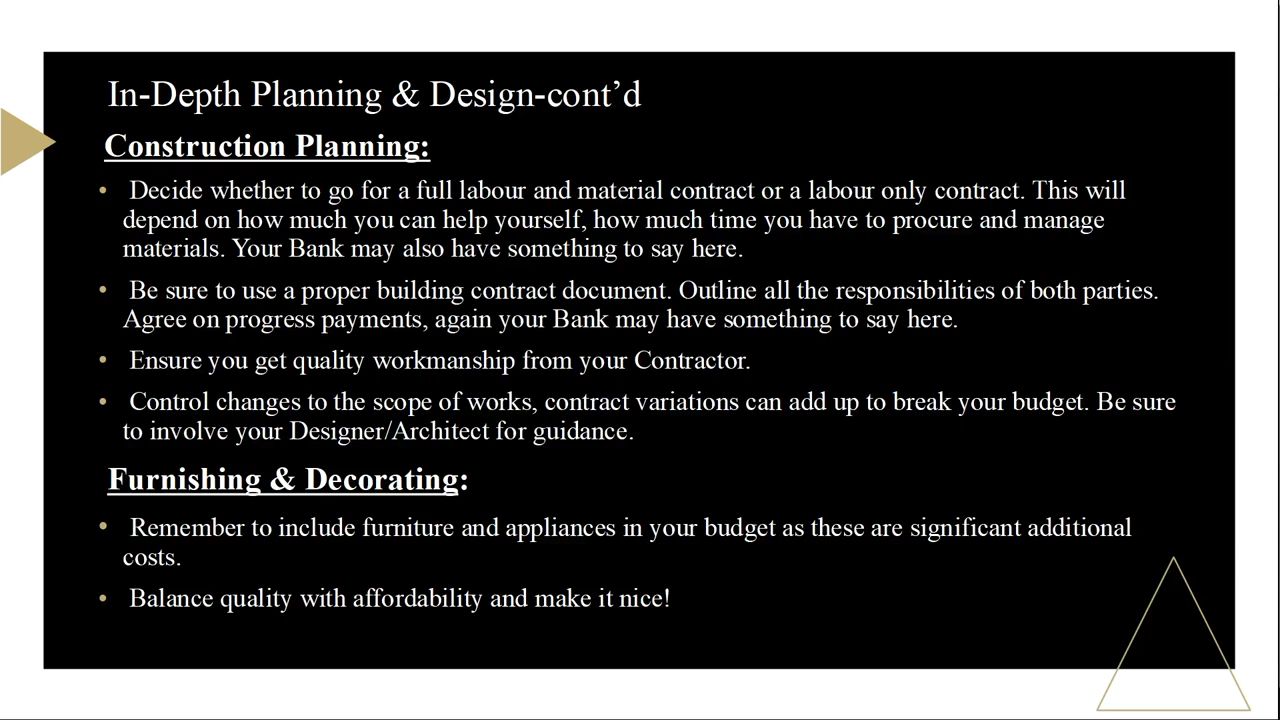 In-Depth Planning & Design-cont’d
Construction Planning:
• Decide whether to go for a full labour and material contract or a labour only contract. This will
depend on how much you can help yourself, how much time you have to procure and manage
materials. Your Bank may also have something to say here.
• Be sure to use a proper building contract document. Outline all the responsibilities of both parties.
Agree on progress payments, again your Bank may have something to say here.
• Ensure you get quality workmanship from your Contractor.
• Control changes to the scope of works, contract variations can add up to break your budget. Be sure
to involve your Designer/Architect for guidance.
Furnishing & Decorating:
• Remember to include furniture and appliances in your budget as these are significant additional
costs.
• Balance quality with affordability and make it nice!